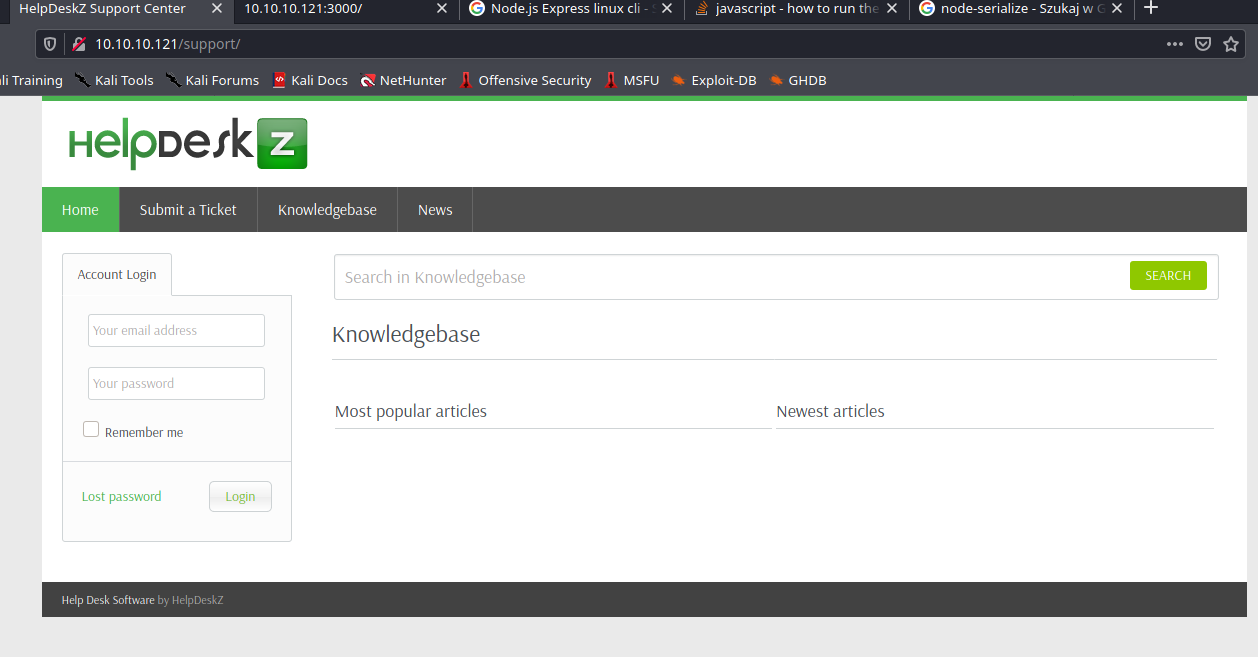 HelpDeskZ Support Center 10.10.10.121:3000/ Node.js Express linux cli - javascript - how to run the node-serialize - Szukaj w G
10.10.10.121/support/
li Training Kali Tools Kali Forums Kali Docs NetHunter Offensive Security MSFU Exploit-DB GHDB
HelpDeskZ
Home Submit a Ticket Knowledgebase News
Account Login
Search in Knowledgebase SEARCH
Your email address
Knowledgebase
Your password
Most popular articles Newest articles
Remember me
Lost password Login
Help Desk Software by HelpDeskZ